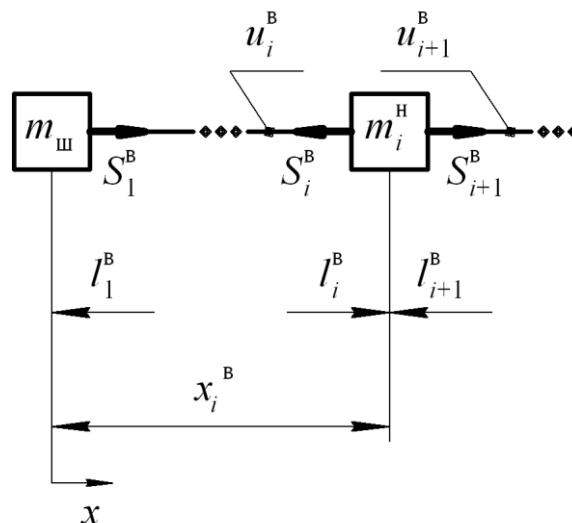 u_i^в u_{i+1}^в
m_ш m_i^н
S_1^в S_i^в S_{i+1}^в
l_1^в l_i^в l_{i+1}^в
x_i^в
x